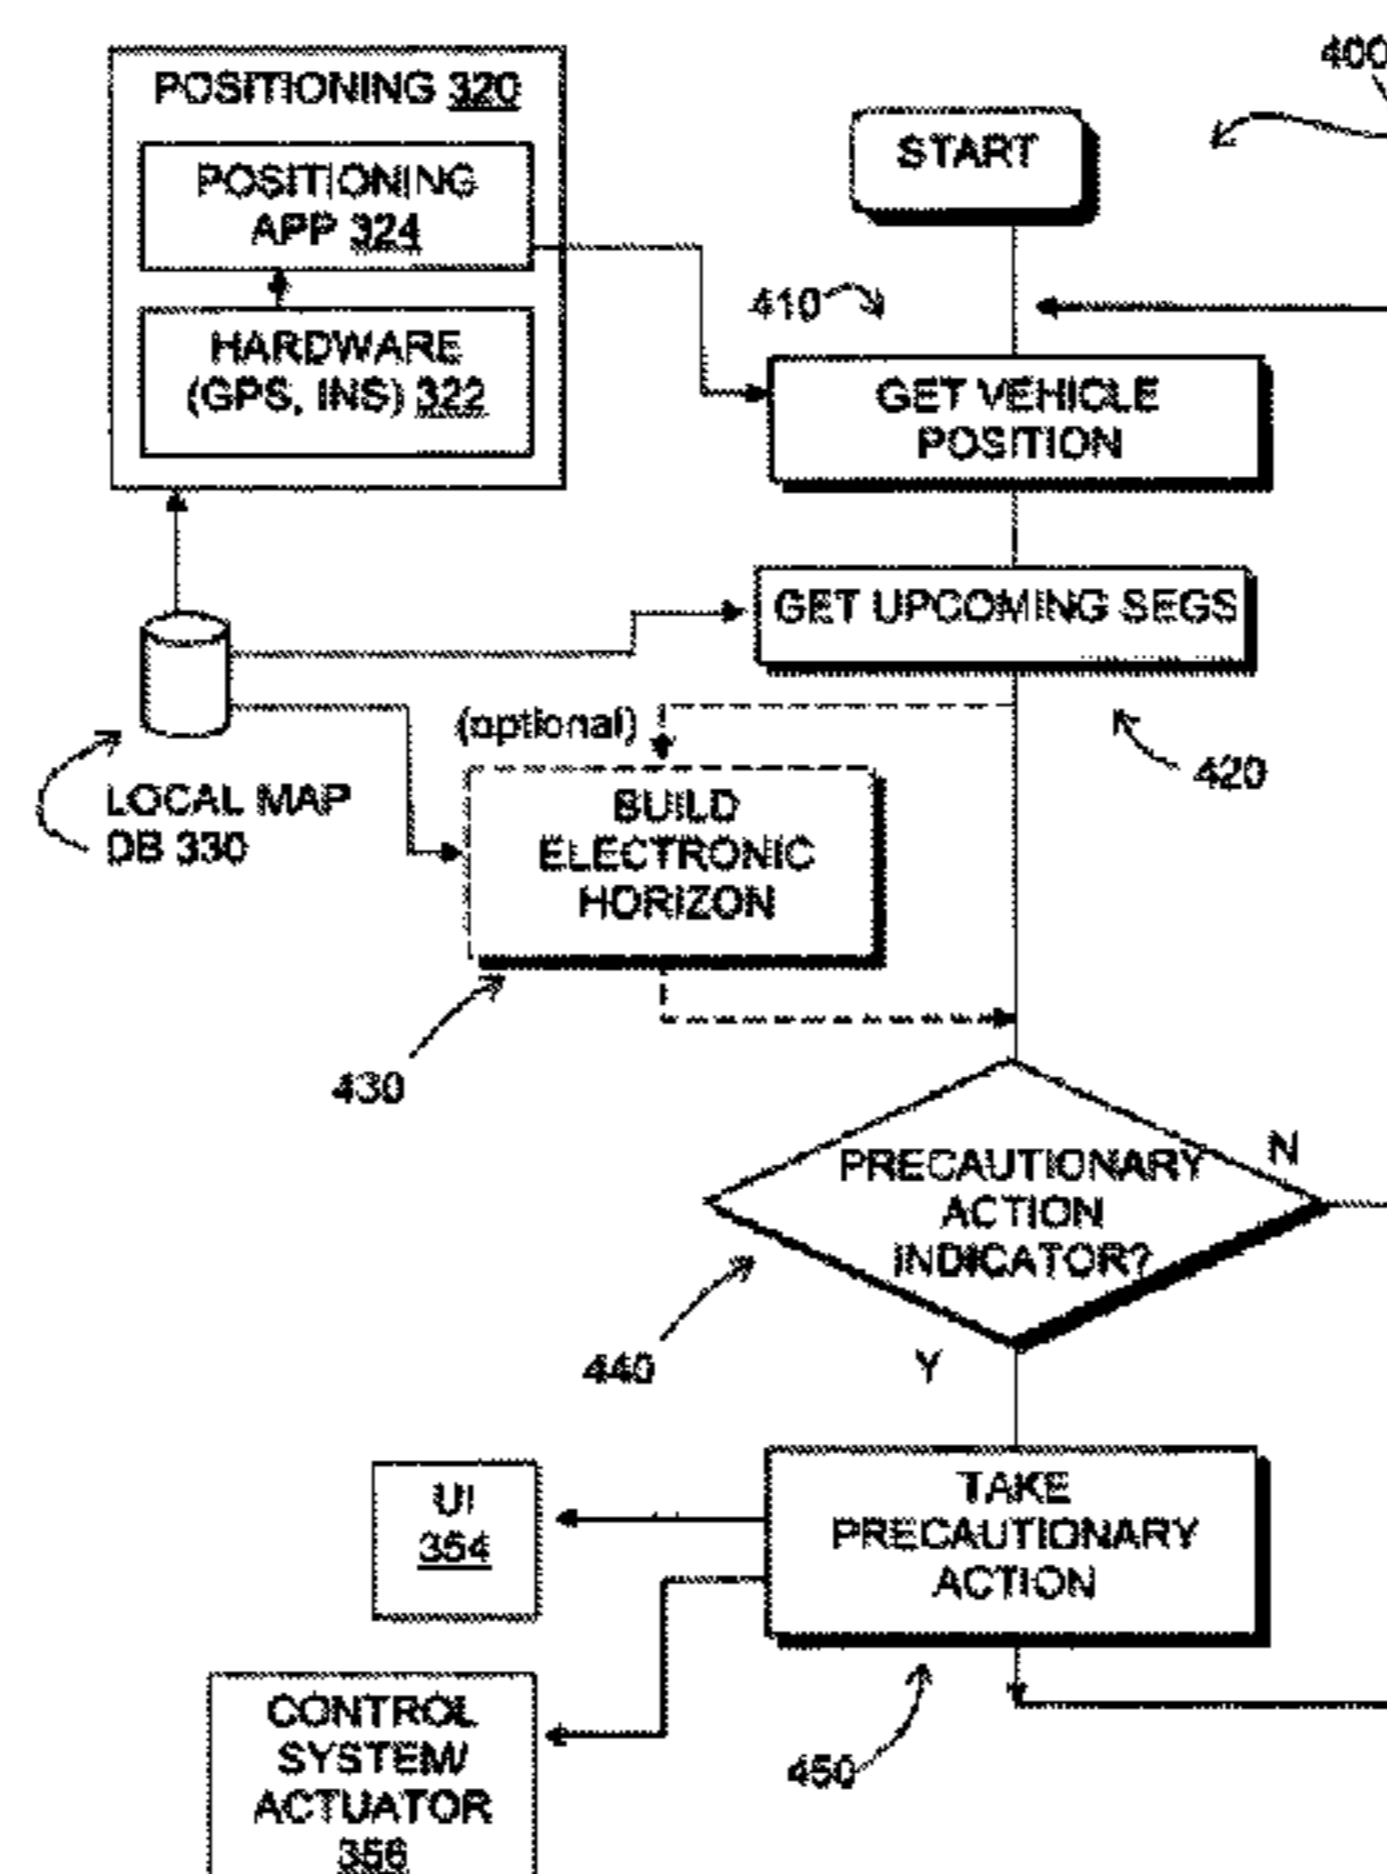 400
POSITIONING 320
POSITIONING
APP 324
HARDWARE
(GPS, INS) 322
START
410
GET VEHICLE
POSITION
GET UPCOMING SEGS
420
(optional)
LOCAL MAP
DB 330
BUILD
ELECTRONIC
HORIZON
430
PRECAUTIONARY
ACTION
INDICATOR?
N
440
Y
UI
354
TAKE
PRECAUTIONARY
ACTION
450
CONTROL
SYSTEM/
ACTUATOR
356